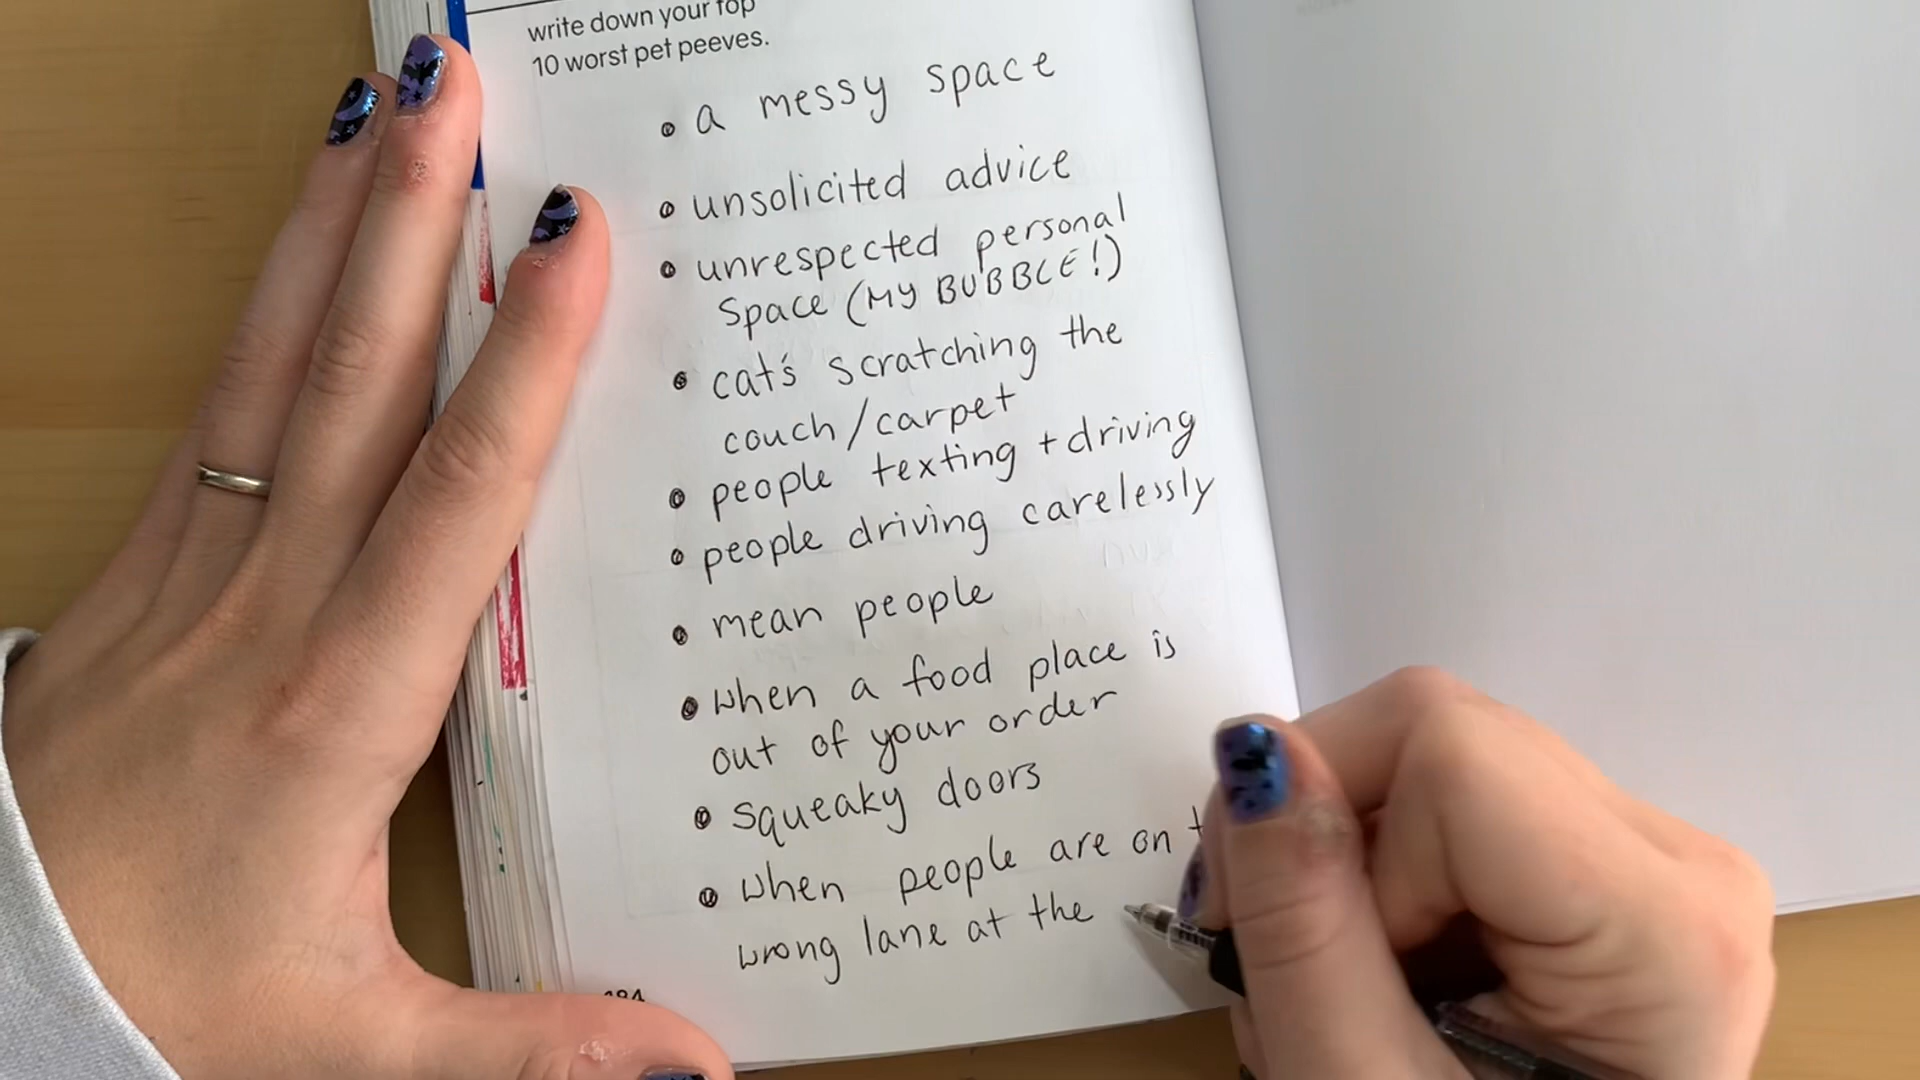 write down your top
10 worst pet peeves.
• a messy space
• unsolicited advice
• unrespected personal
space (MY BUBBLE!)
• cat's scratching the
couch/carpet
• people texting + driving
• people driving carelessly
• mean people
• when a food place is
out of your order
• squeaky doors
• when people are on
wrong lane at the